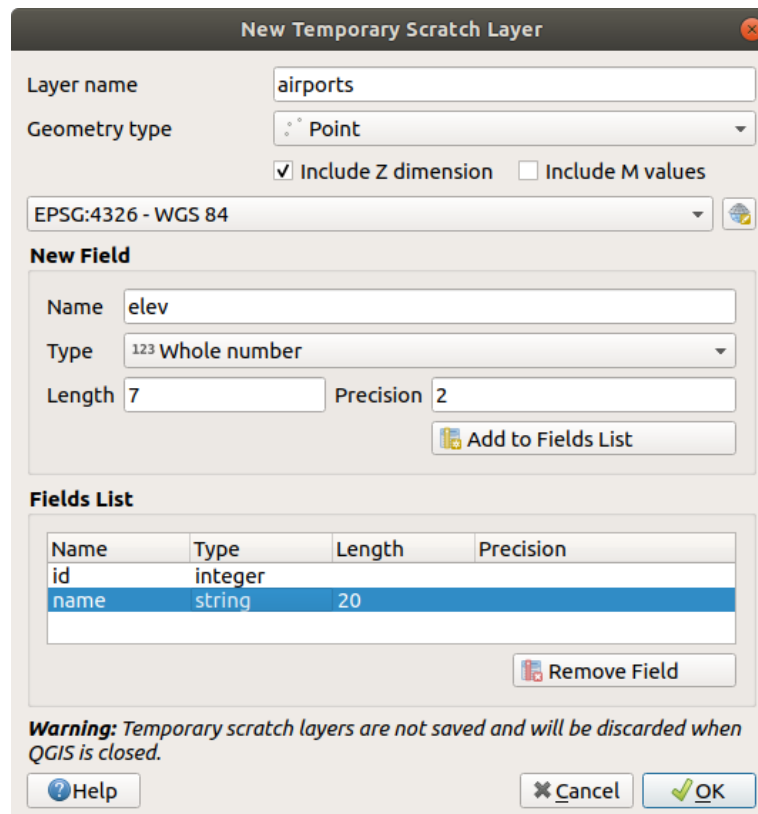 New Temporary Scratch Layer
Layer name airports
Geometry type Point
Include Z dimension Include M values
EPSG:4326 - WGS 84
New Field
Name elev
Type 123 Whole number
Length 7 Precision 2
Add to Fields List
Fields List
Name Type Length Precision
id integer
name string 20
Remove Field
Warning: Temporary scratch layers are not saved and will be discarded when
QGIS is closed.
Help Cancel OK